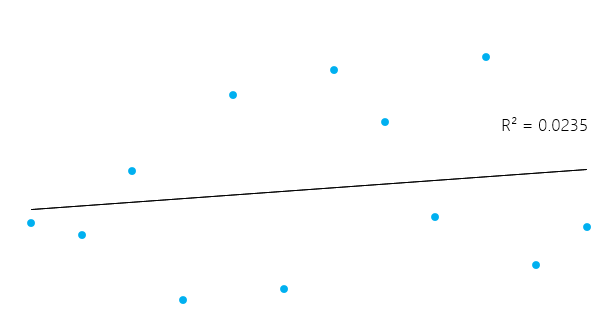 R² = 0.0235